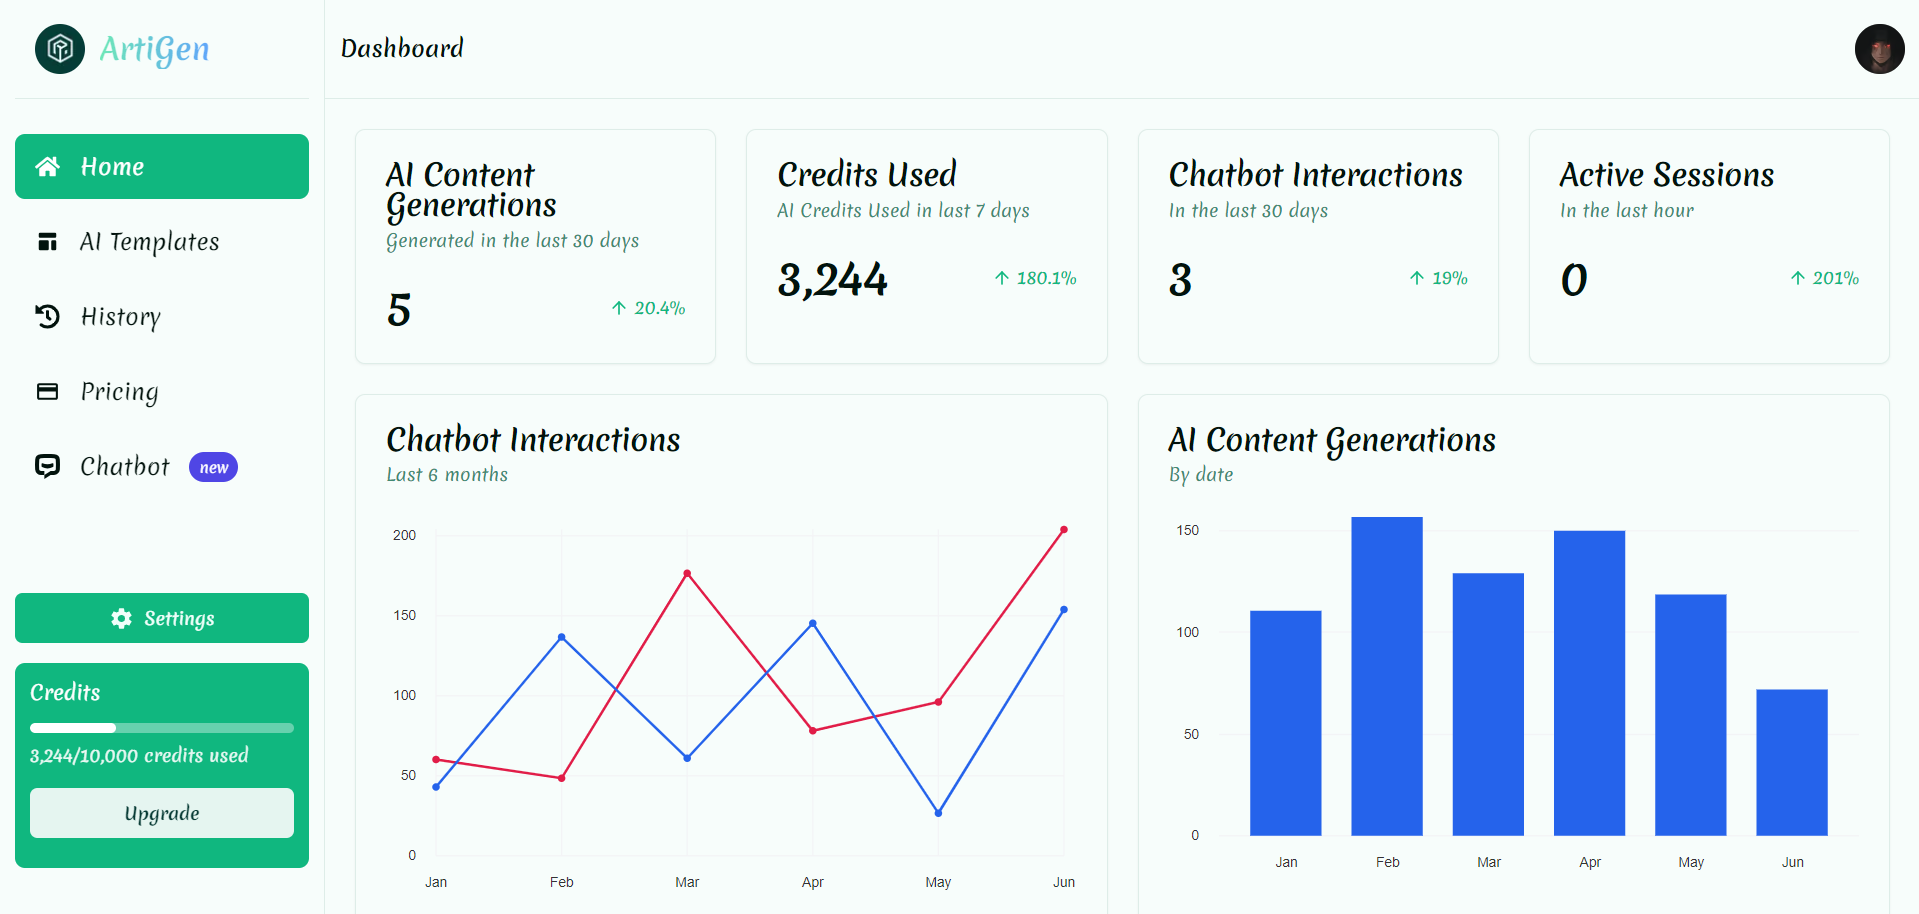 ArtiGen
Home
AI Templates
History
Pricing
Chatbot new
Settings
Credits
3,244/10,000 credits used
Upgrade
Dashboard
AI Content
Generations
Generated in the last 30 days
5
20.4%
Credits Used
AI Credits Used in last 7 days
3,244
180.1%
Chatbot Interactions
In the last 30 days
3
19%
Active Sessions
In the last hour
0
201%
Chatbot Interactions
Last 6 months
200
150
100
50
0
Jan Feb Mar Apr May Jun
AI Content Generations
By date
150
100
50
0
Jan Feb Mar Apr May Jun